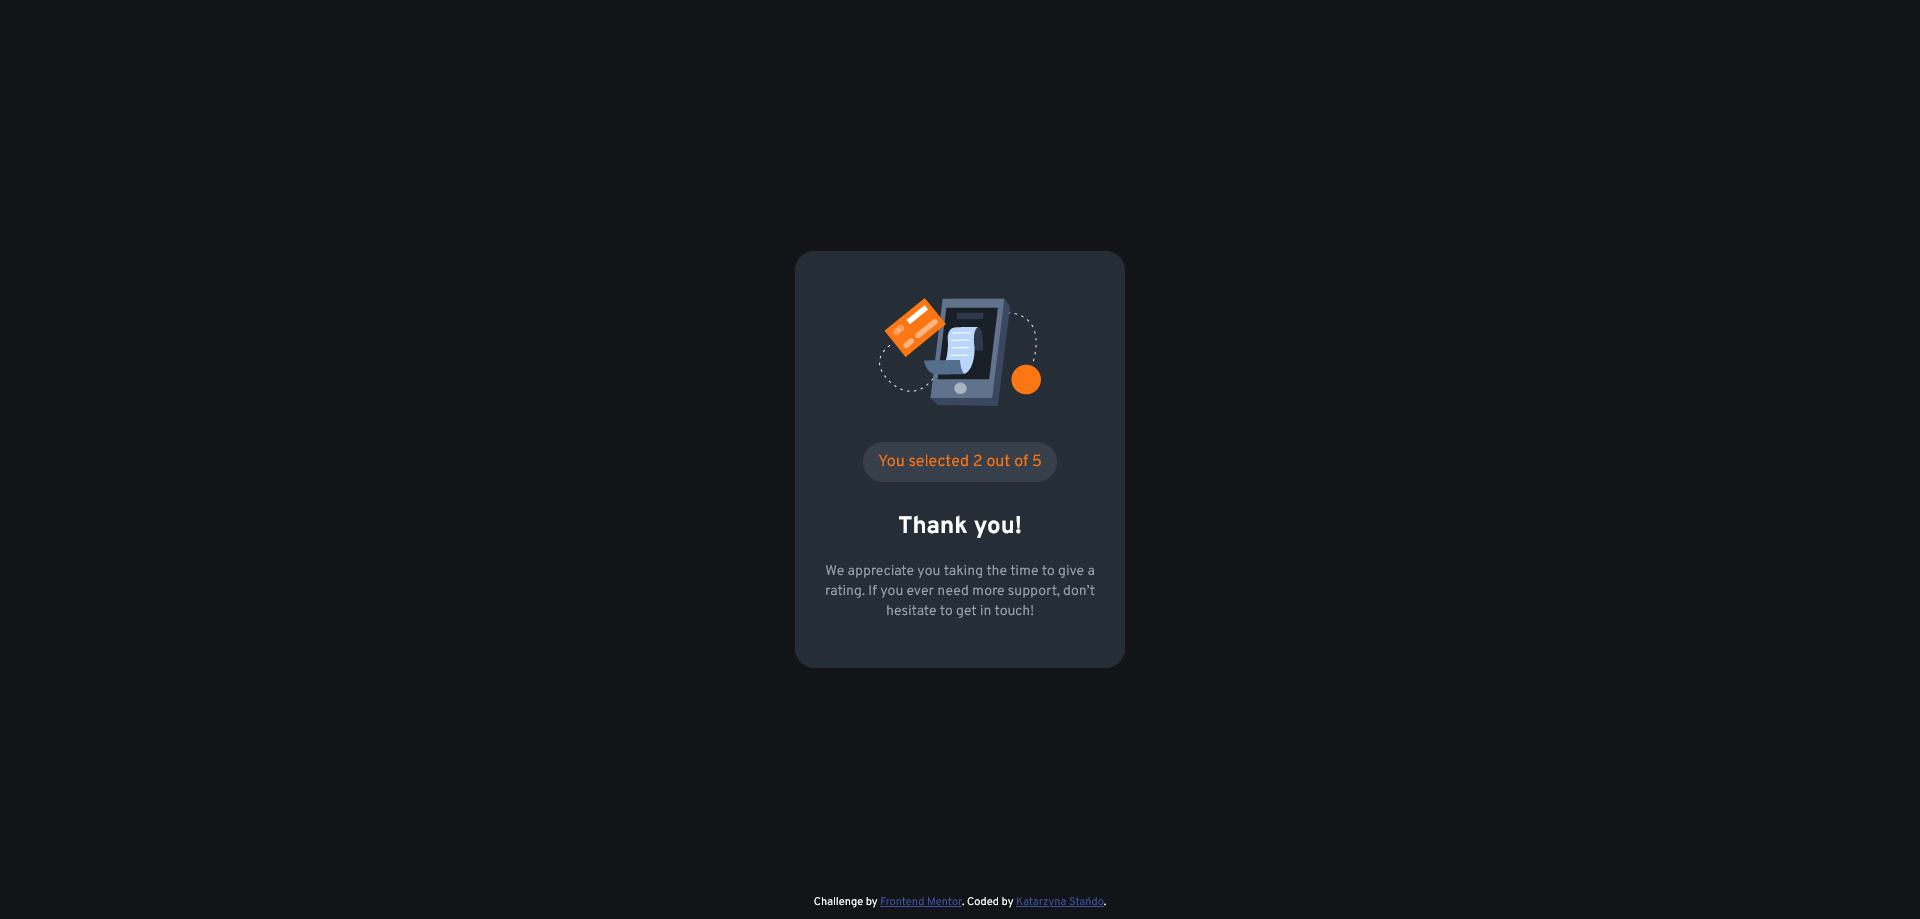 You selected 2 out of 5
Thank you!
We appreciate you taking the time to give a
rating. If you ever need more support, don’t
hesitate to get in touch!
Challenge by Frontend Mentor. Coded by Katarzyna Stańdo.